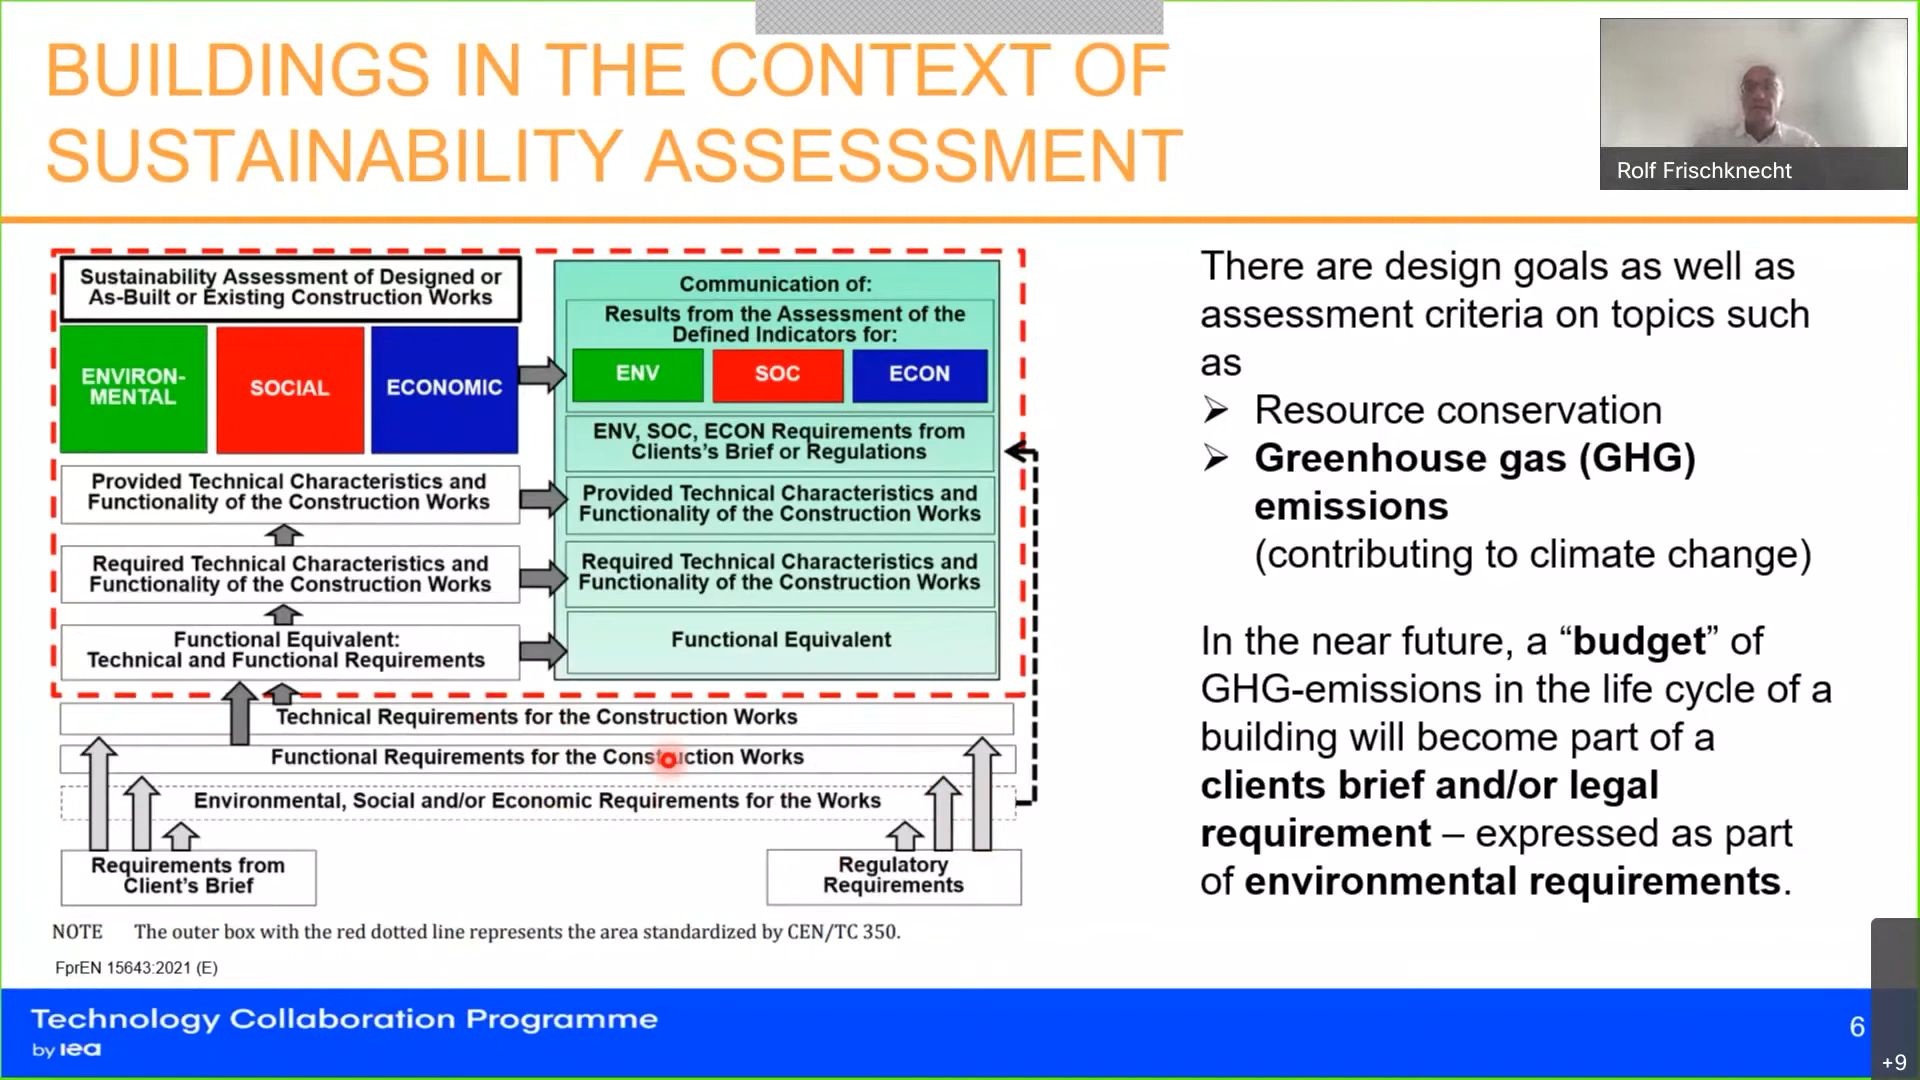 BUILDINGS IN THE CONTEXT OF
SUSTAINABILITY ASSESSSMENT
Rolf Frischknecht
Sustainability Assessment of Designed or
As-Built or Existing Construction Works
ENVIRON-
MENTAL
SOCIAL
ECONOMIC
Provided Technical Characteristics and
Functionality of the Construction Works
Required Technical Characteristics and
Functionality of the Construction Works
Functional Equivalent:
Technical and Functional Requirements
Communication of:
Results from the Assessment of the
Defined Indicators for:
ENV
SOC
ECON
ENV, SOC, ECON Requirements from
Clients's Brief or Regulations
Provided Technical Characteristics and
Functionality of the Construction Works
Required Technical Characteristics and
Functionality of the Construction Works
Functional Equivalent
Technical Requirements for the Construction Works
Functional Requirements for the Construction Works
Environmental, Social and/or Economic Requirements for the Works
Requirements from
Client's Brief
Regulatory
Requirements
NOTE The outer box with the red dotted line represents the area standardized by CEN/TC 350.
FprEN 15643:2021 (E)
There are design goals as well as
assessment criteria on topics such
as
➢ Resource conservation
➢ Greenhouse gas (GHG)
emissions
(contributing to climate change)
In the near future, a “budget” of
GHG-emissions in the life cycle of a
building will become part of a
clients brief and/or legal
requirement – expressed as part
of environmental requirements.
Technology Collaboration Programme
by iea
6
+9